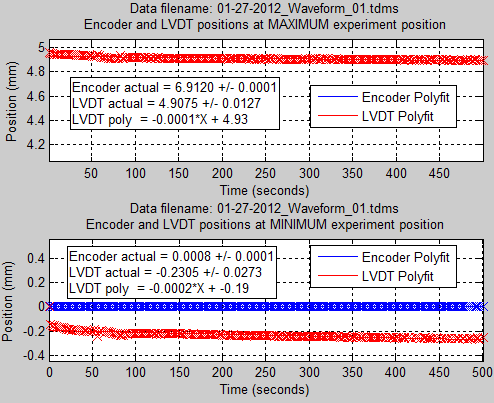 Data filename: 01-27-2012_Waveform_01.tdms
Encoder and LVDT positions at MAXIMUM experiment position
5
4.8
4.6
4.4
4.2
Position (mm)
Encoder actual = 6.9120 +/- 0.0001
LVDT actual = 4.9075 +/- 0.0127
LVDT poly = -0.0001*X + 4.93
Encoder Polyfit
LVDT Polyfit
50 100 150 200 250 300 350 400 450 500
Time (seconds)
Data filename: 01-27-2012_Waveform_01.tdms
Encoder and LVDT positions at MINIMUM experiment position
0.4
0.2
0
-0.2
-0.4
Position (mm)
Encoder actual = 0.0008 +/- 0.0001
LVDT actual = -0.2305 +/- 0.0273
LVDT poly = -0.0002*X + -0.19
Encoder Polyfit
LVDT Polyfit
0 50 100 150 200 250 300 350 400 450 500
Time (seconds)